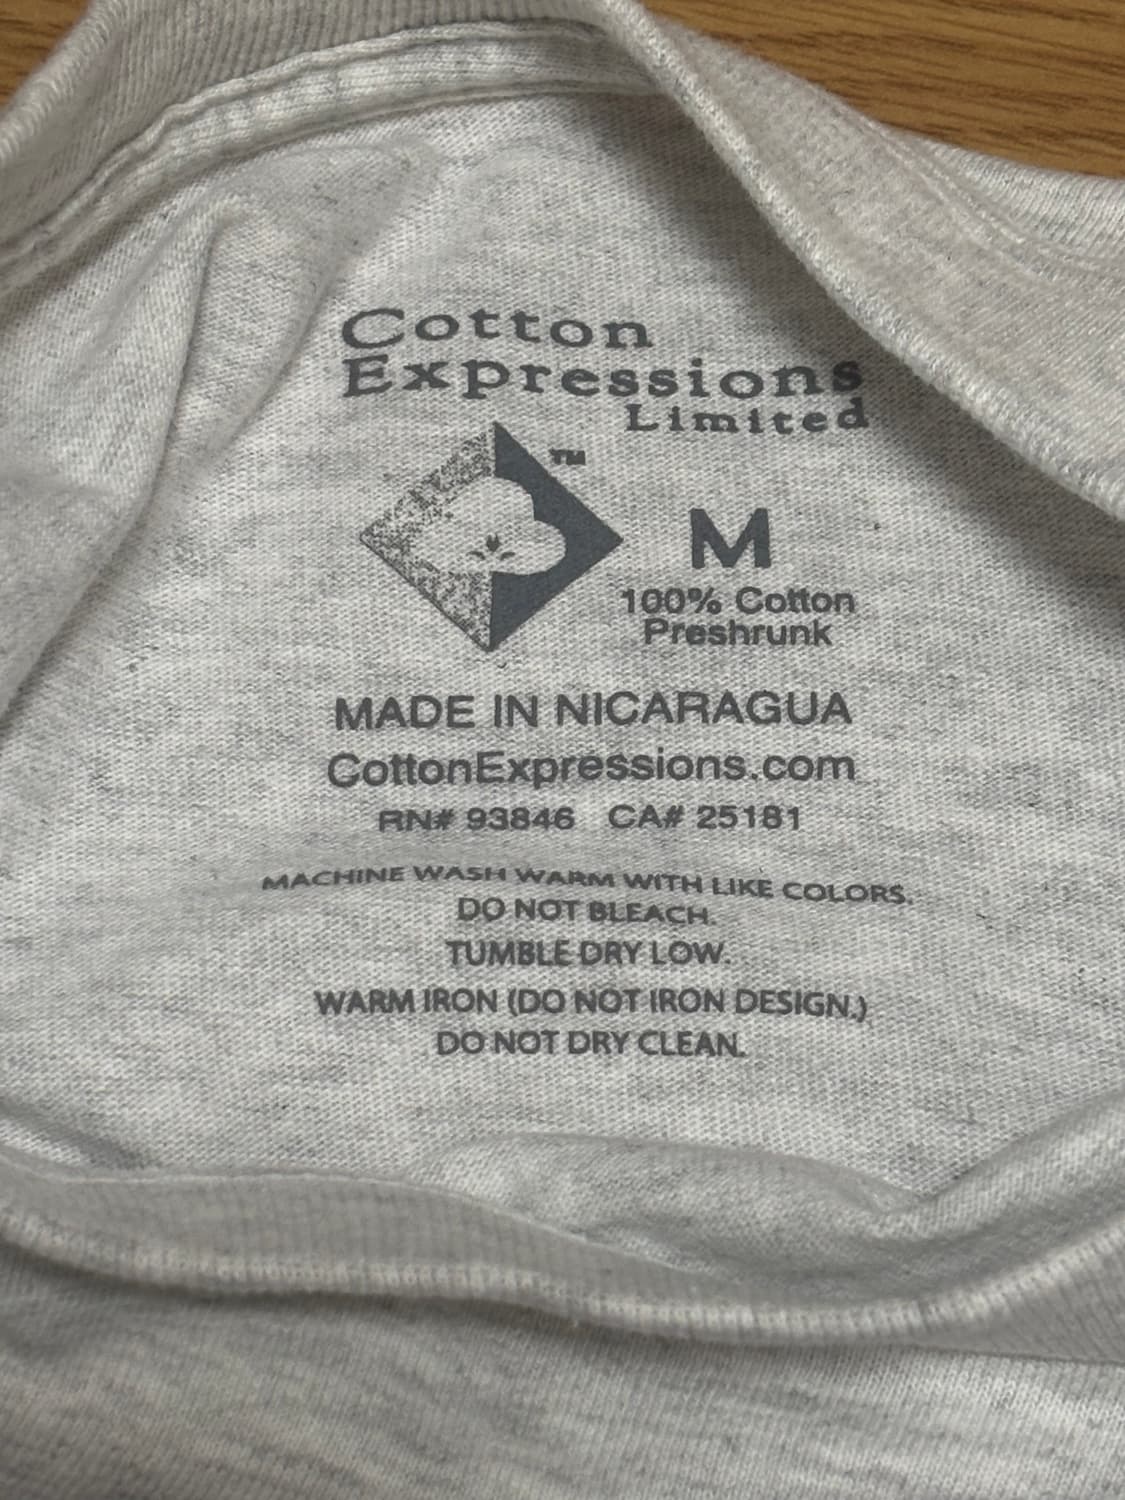 Cotton
Expressions
Limited
TM
M
100% Cotton
Preshrunk
MADE IN NICARAGUA
CottonExpressions.com
RN# 93846 CA# 25181
MACHINE WASH WARM WITH LIKE COLORS.
DO NOT BLEACH.
TUMBLE DRY LOW.
WARM IRON (DO NOT IRON DESIGN.)
DO NOT DRY CLEAN.